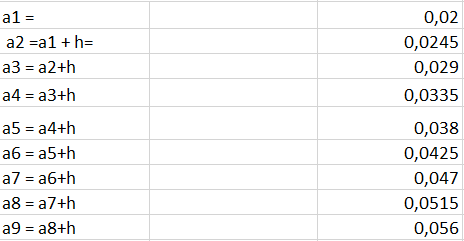 a1 = 0,02
a2 =a1 + h= 0,0245
a3 = a2+h 0,029
a4 = a3+h 0,0335
a5 = a4+h 0,038
a6 = a5+h 0,0425
a7 = a6+h 0,047
a8 = a7+h 0,0515
a9 = a8+h 0,056